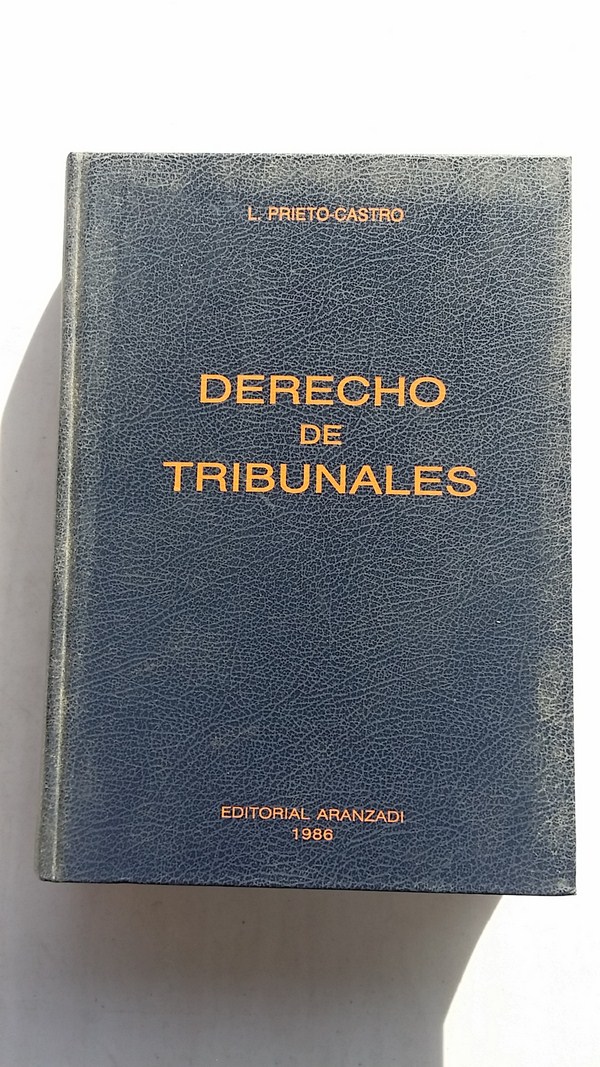 L. PRIETO-CASTRO
DERECHO
DE
TRIBUNALES
EDITORIAL ARANZADI
1986